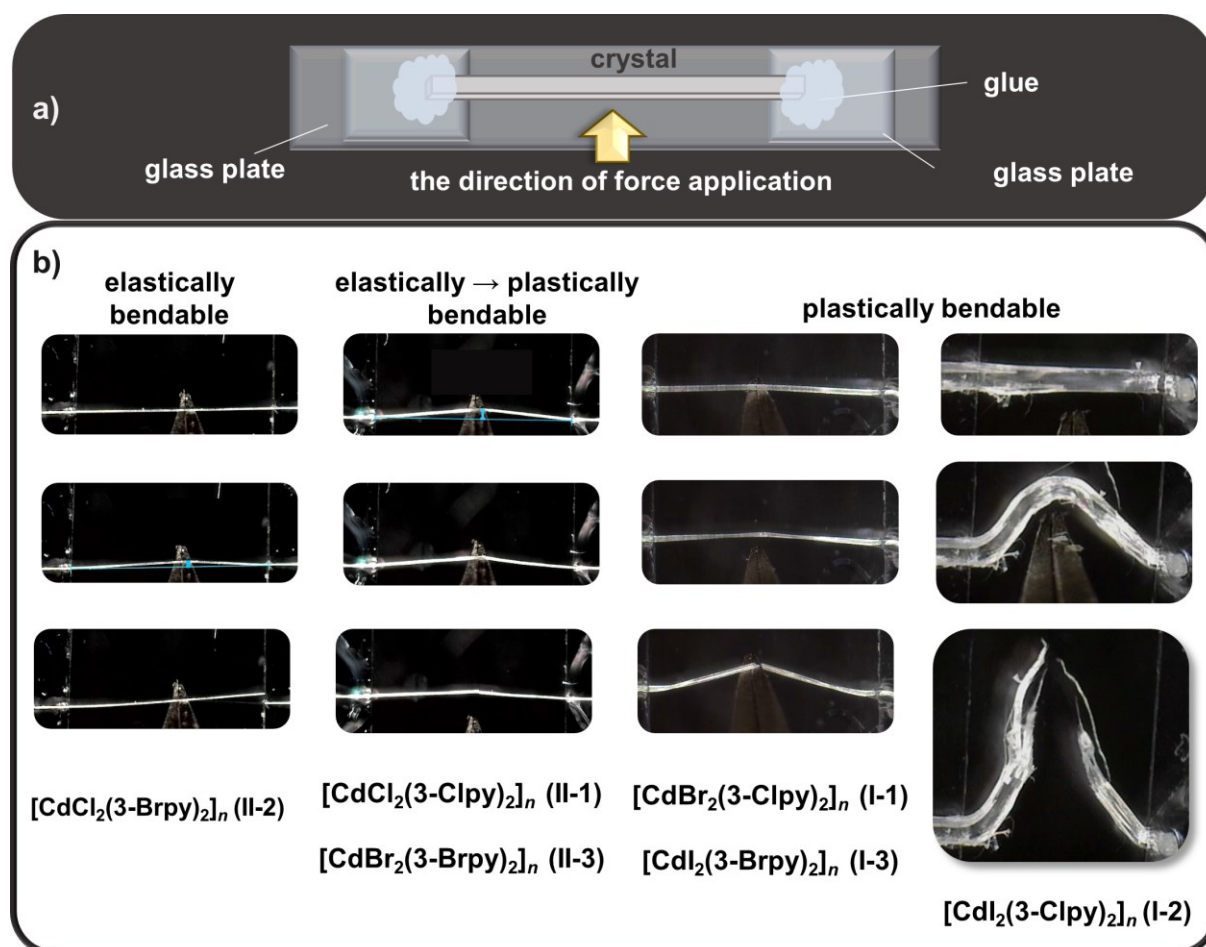 a)
crystal
glue
glass plate
the direction of force application
glass plate
b)
elastically
bendable
elastically → plastically
bendable
plastically bendable
[CdCl₂(3-Brpy)₂]ₙ (II-2)
[CdCl₂(3-Clpy)₂]ₙ (II-1)
[CdBr₂(3-Brpy)₂]ₙ (II-3)
[CdBr₂(3-Clpy)₂]ₙ (I-1)
[CdI₂(3-Brpy)₂]ₙ (I-3)
[CdI₂(3-Clpy)₂]ₙ (I-2)